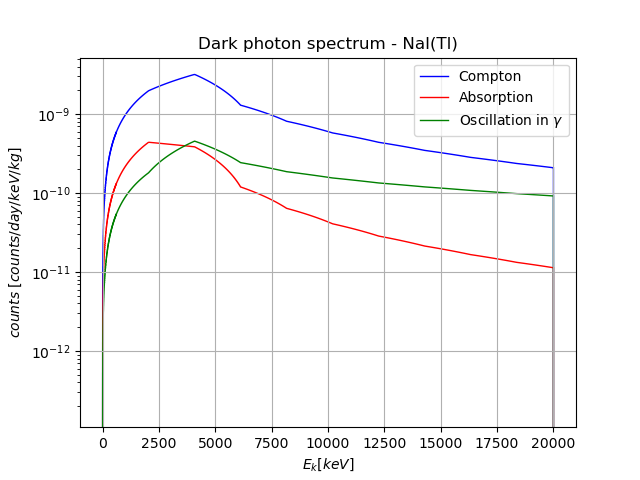 Dark photon spectrum - NaI(Tl)
Compton
Absorption
Oscillation in γ
counts [counts/day/keV/kg]
10⁻⁹
10⁻¹⁰
10⁻¹¹
10⁻¹²
0 2500 5000 7500 10000 12500 15000 17500 20000
E_k[keV]